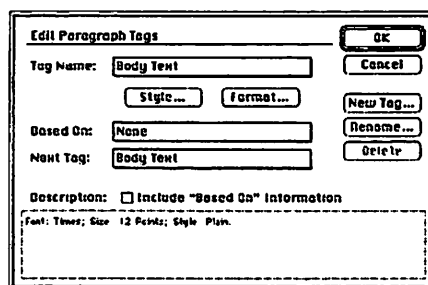 Edit Paragraph Tags
OK
Tag Name: Body Text
Cancel
Style... Format...
New Tag...
Based On: None
Rename...
Next Tag: Body Text
Delete
Description: Include "Based On" Information
Font: Times; Size 12 Points; Style Plain.